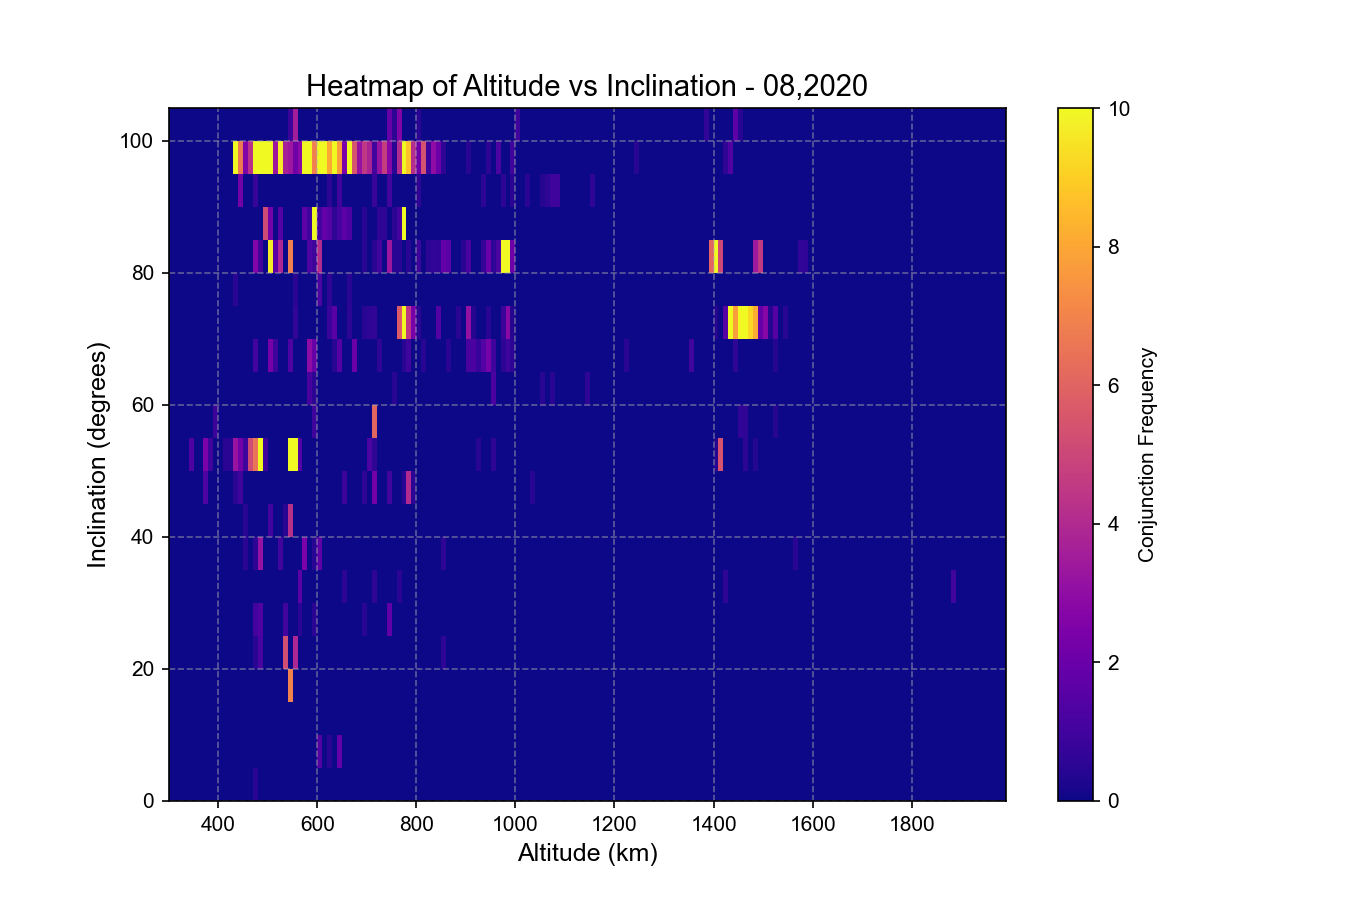 Heatmap of Altitude vs Inclination - 08,2020
100
80
60
40
20
0
Inclination (degrees)
400 600 800 1000 1200 1400 1600 1800
Altitude (km)
10
8
6
4
2
0
Conjunction Frequency